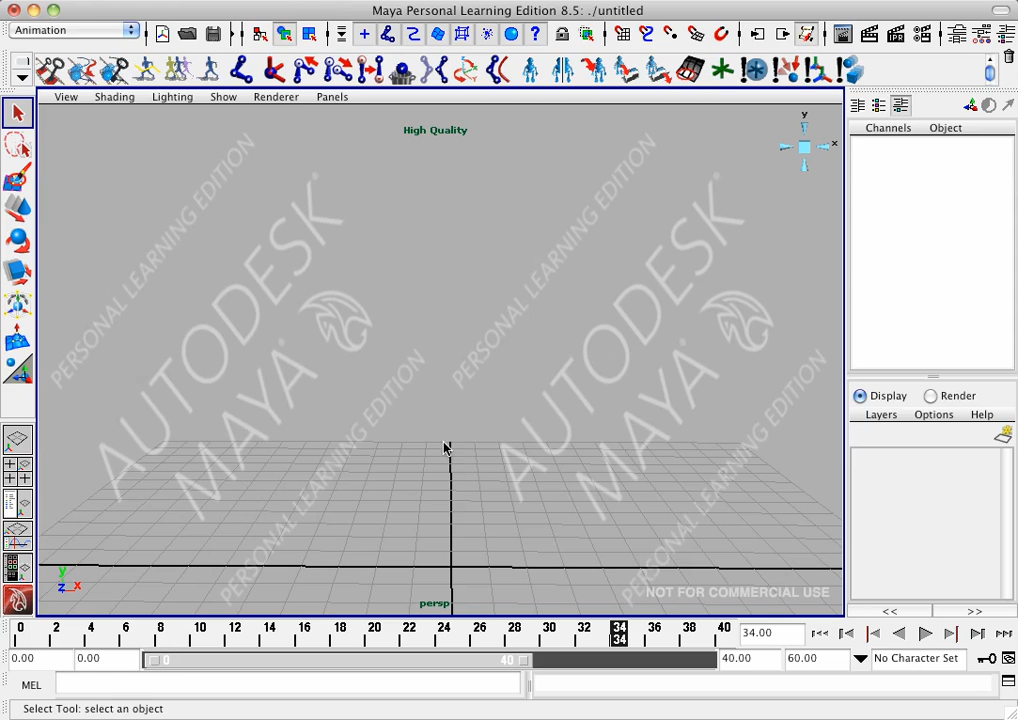 Maya Personal Learning Edition 8.5: ./untitled
Animation
View Shading Lighting Show Renderer Panels
High Quality
y
x
Channels Object
PERSONAL LEARNING EDITION
AUTODESK
MAYA
PERSONAL LEARNING EDITION
PERSONAL LEARNING EDITION
AUTODESK
MAYA
PERSONAL LEARNING EDITION
Display Render
Layers Options Help
y
z x
persp
NOT FOR COMMERCIAL USE
<< >>
0 2 4 6 8 10 12 14 16 18 20 22 24 26 28 30 32 34 36 38 40 34.00
34
0.00 0.00 0 40 40.00 60.00 No Character Set
MEL
Select Tool: select an object